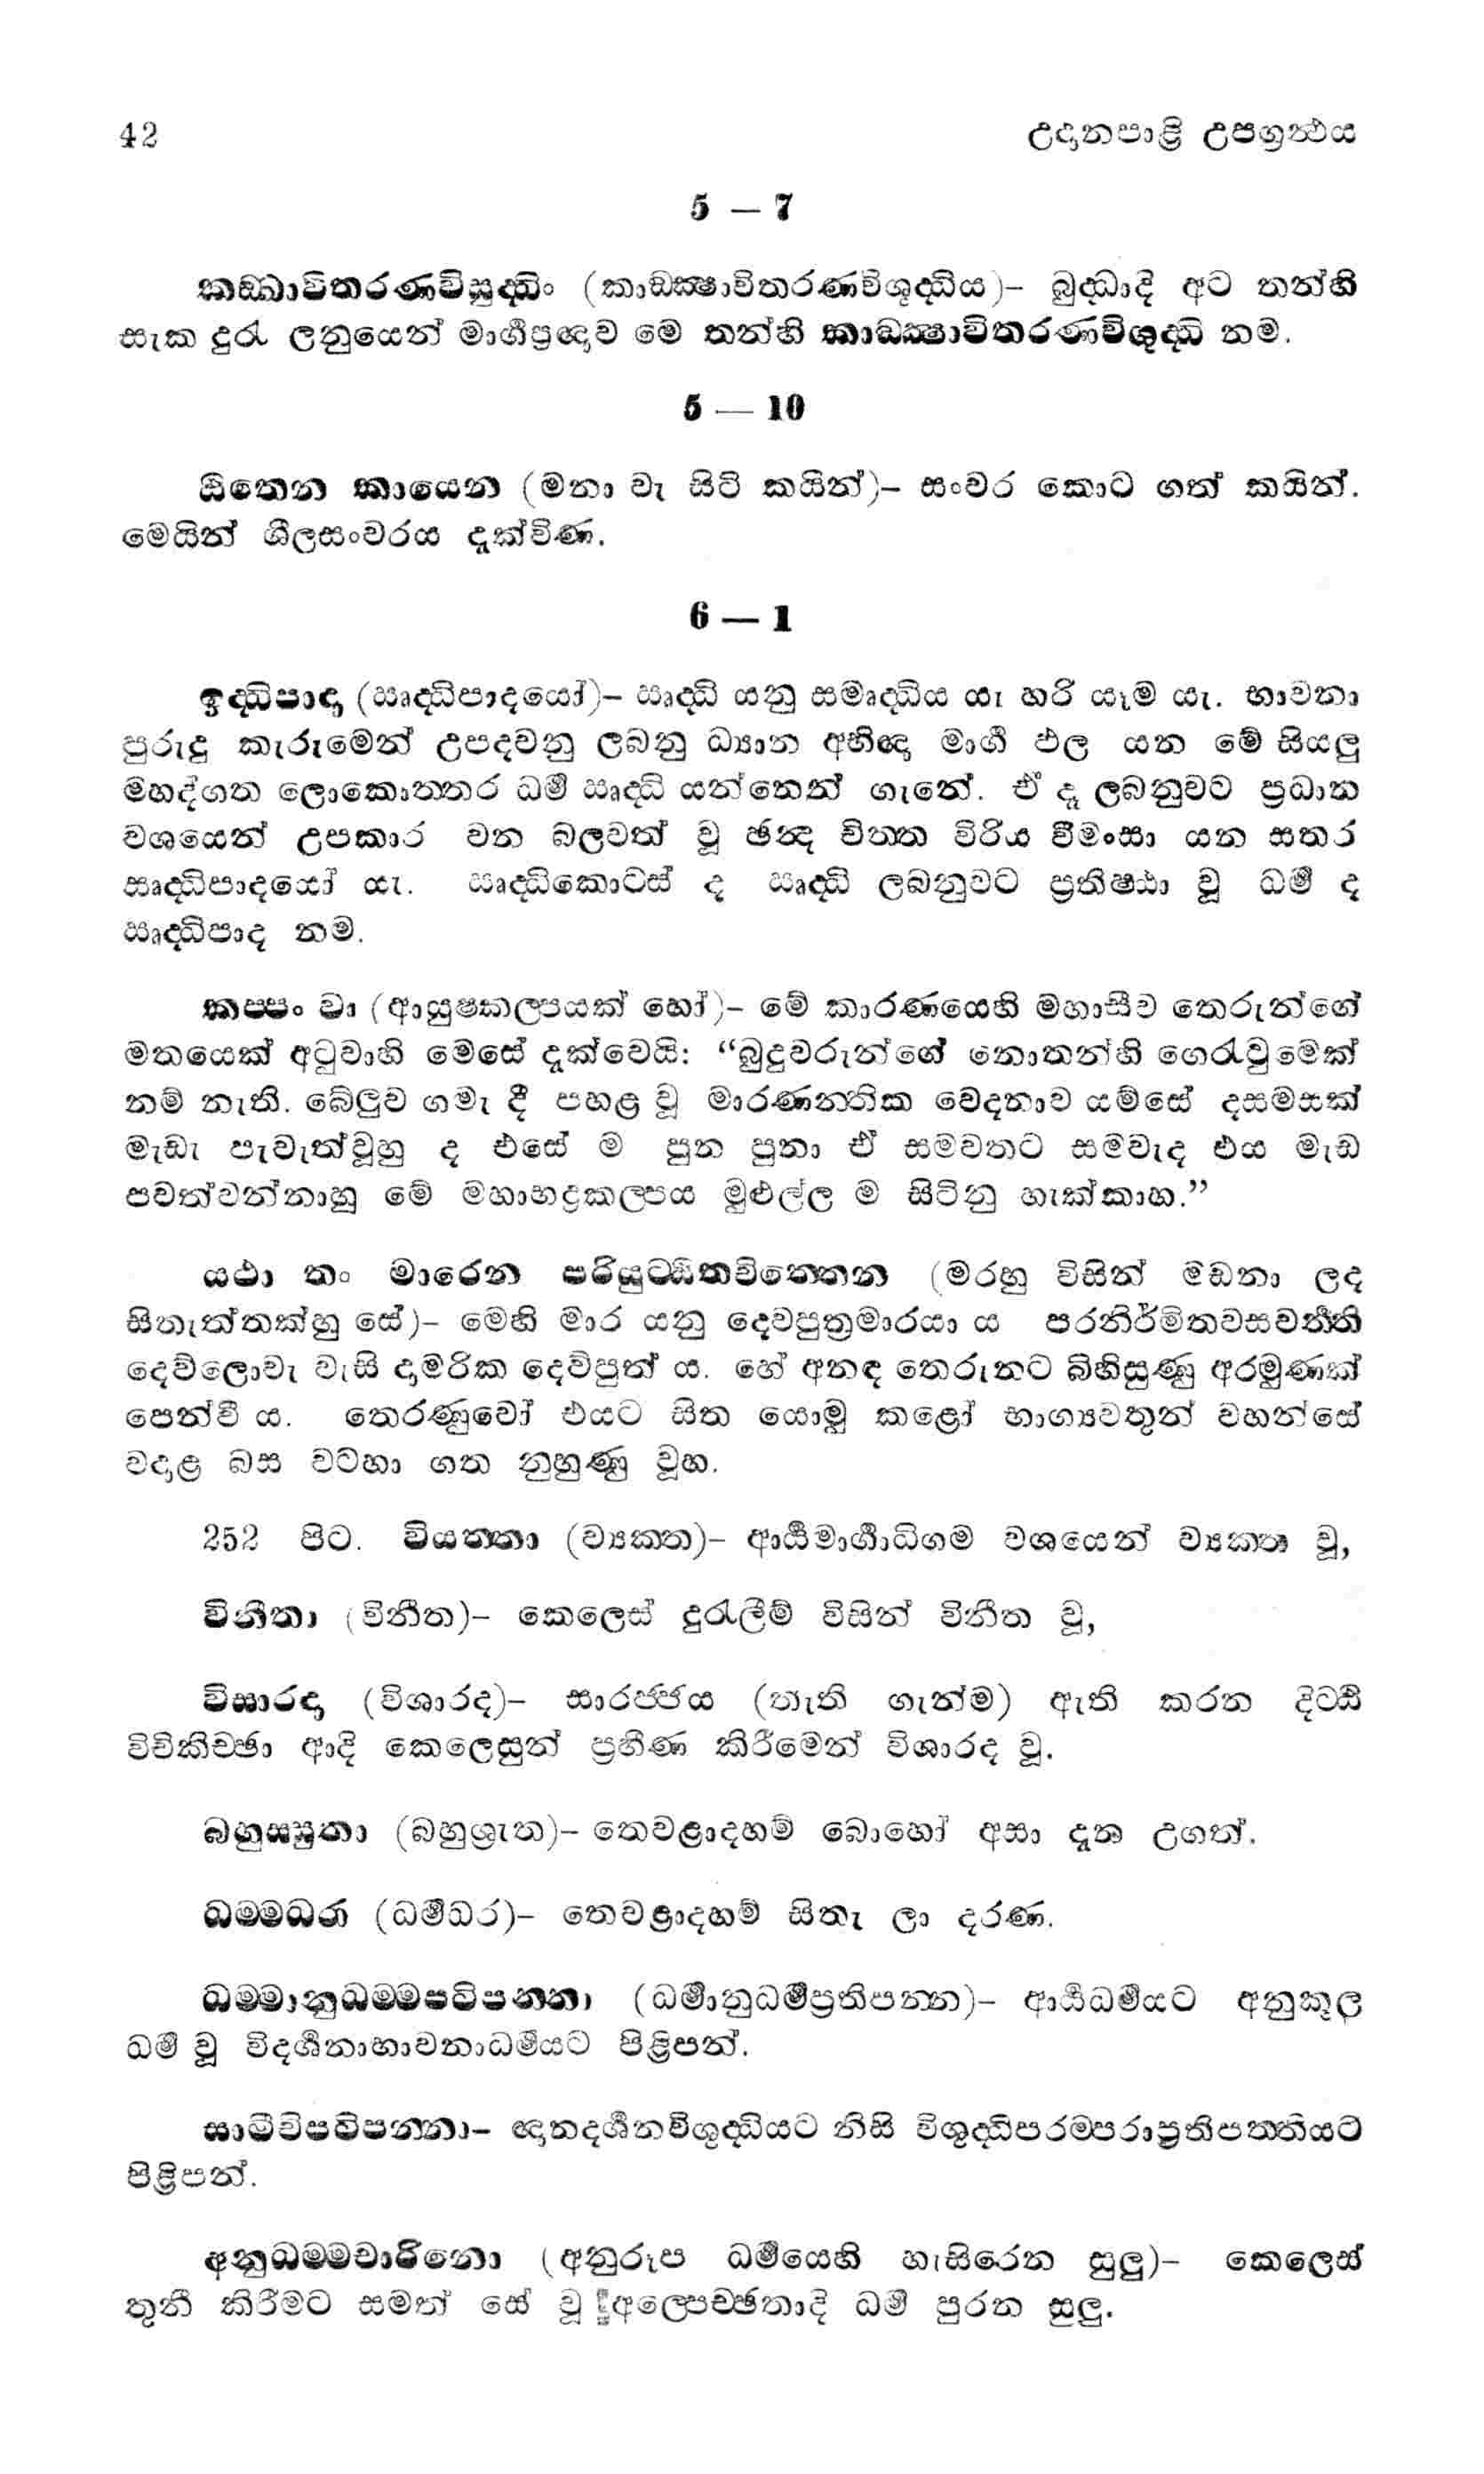 42 උදානපාළි උපග්‍රන්‍ථය
5 – 7
කඞ්ඛාවිතරණවිසුද්ධිං (කාඞ්ක්‍ෂාවිතරණවිශුද්ධිය)– බුද්ධාදි අට තන්හි
සැක දුරැ ලනුයෙන් මාර්‍ගප්‍රඥාව මෙ තන්හි කාඞ්ක්‍ෂාවිතරණවිශුද්ධි නම්.
5 — 10
ඨිතෙන කායෙන (මනා වැ සිටි කයින්)– සංවර කොට ගත් කයින්.
මෙයින් ශීලසංවරය දැක්විණ.
6 — 1
ඉද්ධිපාදා (ඍද්ධිපාදයෝ)– ඍද්ධි යනු සමෘද්ධිය යැ හරි යෑම යැ. භාවනා
පුරුදු කැරුමෙන් උපදවනු ලබනු ධ්‍යාන අභිඥා මාර්‍ග ඵල යන මේ සියලු
මහද්ගත ලොකොත්තර ධර්‍ම ඍද්ධි යන්නෙන් ගැනේ. ඒ දෑ ලබනුවට ප්‍රධාන
වශයෙන් උපකාර වන බලවත් වූ ඡන්‍ද චිත්ත විරිය වීමංසා යන සතර
ඍද්ධිපාදයෝ යැ. ඍද්ධිකොටස් ද ඍද්ධි ලබනුවට ප්‍රතිෂ්ඨා වූ ධර්‍ම ද
ඍද්ධිපාද නම්.
කප්පං වා (ආයුෂ්කල්පයක් හෝ)– මේ කාරණයෙහි මහාසීව තෙරුන්ගේ
මතයෙක් අටුවාහි මෙසේ දැක්වෙයි: “බුදුවරුන්ගේ නොතන්හි ගෙරැවුමෙක්
නම් නැති. බේලුව ගමැ දී පහළ වූ මාරණන්තික වේදනාව යම්සේ දසමසක්
මැඩැ පැවැත්වූහු ද එසේ ම පුන පුනා ඒ සමවතට සමවැද එය මැඩ
පවත්වන්නාහු මේ මහාභද්‍රකල්පය මුළුල්ල ම සිටිනු හැක්කාහ.”
යථා තං මාරෙන පරියුට්ඨිතචිත්තෙන (මරහු විසින් මඩනා ලද
සිතැත්තක්හු සේ)– මෙහි මාර යනු දෙවපුත්‍රමාරයා ය පරනිර්මිතවසවර්‍තී
දෙව්ලොවැ වැසි දාමරික දෙව්පුත් ය. හේ අනඳ තෙරුනට බිහිසුණු අරමුණක්
පෙන්වී ය. තෙරණුවෝ එයට සිත යොමු කළෝ භාග්‍යවතුන් වහන්සේ
වදාළ බස වටහා ගත නුහුණු වූහ.
252 පිට. වියත්තා (ව්‍යක්ත)– ආර්‍ය්‍යමාර්‍ගාධිගම වශයෙන් ව්‍යක්ත වූ,
විනීතා (විනීත)– කෙලෙස් දුරැලීම් විසින් විනීත වූ,
විසාරදා (විශාරද)– සාරජ්ජය (තැති ගැන්ම) ඇති කරන දිට්ඨි
විචිකිච්ඡා ආදි කෙලෙසුන් ප්‍රහීණ කිරීමෙන් විශාරද වූ.
බහුස්සුතා (බහුශ්‍රුත)– තෙවළාදහම් බොහෝ අසා දැන උගත්.
ධම්මධරා (ධර්‍මධර)– තෙවළාදහම් සිතැ ලා දරණ.
ධම්මානුධම්මපටිපන්නා (ධර්‍මානුධර්‍මප්‍රතිපන්න)– ආර්‍ය්‍යධර්‍මයට අනුකූල
ධර්‍ම වූ විදර්‍ශනාභාවනාධර්‍මයට පිළිපන්.
සාමීචිපටිපන්නා– ඥානදර්‍ශනවිශුද්ධියට නිසි විශුද්ධිපරම්පරාප්‍රතිපත්තියට
පිළිපන්.
අනුධම්මචාරිනො (අනුරූප ධර්‍මයෙහි හැසිරෙන සුලු)– කෙලෙස්
තුනී කිරීමට සමත් සේ වූ අල්පෙච්ඡතාදි ධර්‍ම පුරන සුලු.